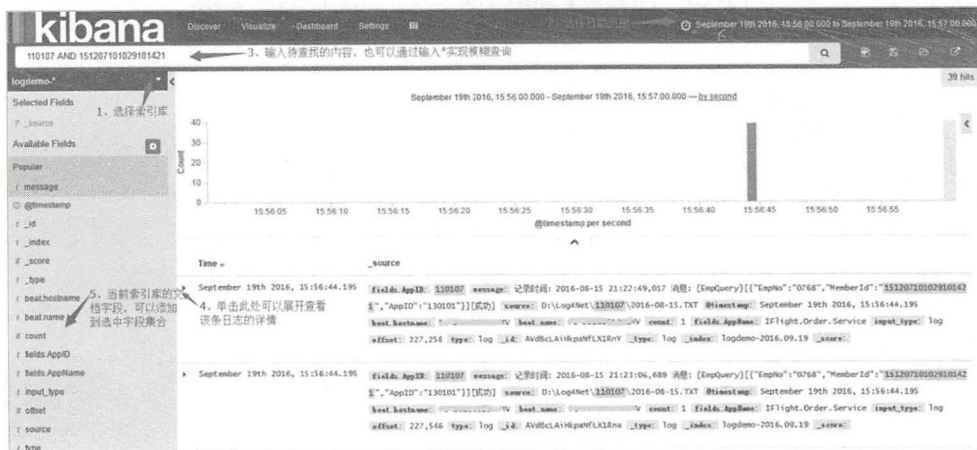 kibana
Discover Visualize Dashboard Settings
September 19th 2016, 15:56:00.000 to September 19th 2016, 15:57:00.000
110107 AND 151207101029101421
3、输入待查找的内容,也可以通过输入*实现模糊查询
logdemo-*
39 hits
Selected Fields
1、选择索引库
? _source
Available Fields
Popular
t message
@timestamp
t _id
t _index
# _score
t _type
t beat.hostname
t beat.name
# count
t fields.AppID
t fields.AppName
t input_type
# offset
t source
t type
5、当前索引库的文档字段,可以添加到选中字段集合
September 19th 2016, 15:56:00.000 - September 19th 2016, 15:57:00.000 — by second
Count
40
30
20
10
0
15:56:05 15:56:10 15:56:15 15:56:20 15:56:25 15:56:30 15:56:35 15:56:40 15:56:45 15:56:50 15:56:55
@timestamp per second
Time _source
4、单击此处可以展开查看该条日志的详情
September 19th 2016, 15:56:44.195
fields.AppID: 110107 message: 记录时间: 2016-08-15 21:22:49,017 消息: [EmpQuery][{"EmpNo":"0768","MemberId":"15120710102910142
1","AppID":"130101"}][成功] source: D:\Log4Net\110107\2016-08-15.TXT @timestamp: September 19th 2016, 15:56:44.195
beat.hostname: beat.name: count: 1 fields.AppName: IFlight.Order.Service input_type: log
offset: 227,258 type: log _id: AVd8cLAiHkpaNfLX1RnY _type: log _index: logdemo-2016.09.19 _score:
September 19th 2016, 15:56:44.195
fields.AppID: 110107 message: 记录时间: 2016-08-15 21:23:06,689 消息: [EmpQuery][{"EmpNo":"0768","MemberId":"15120710102910142
1","AppID":"130101"}][成功] source: D:\Log4Net\110107\2016-08-15.TXT @timestamp: September 19th 2016, 15:56:44.195
beat.hostname: beat.name: count: 1 fields.AppName: IFlight.Order.Service input_type: log
offset: 227,546 type: log _id: AVd8cLAiHkpaNfLX1Rna _type: log _index: logdemo-2016.09.19 _score: